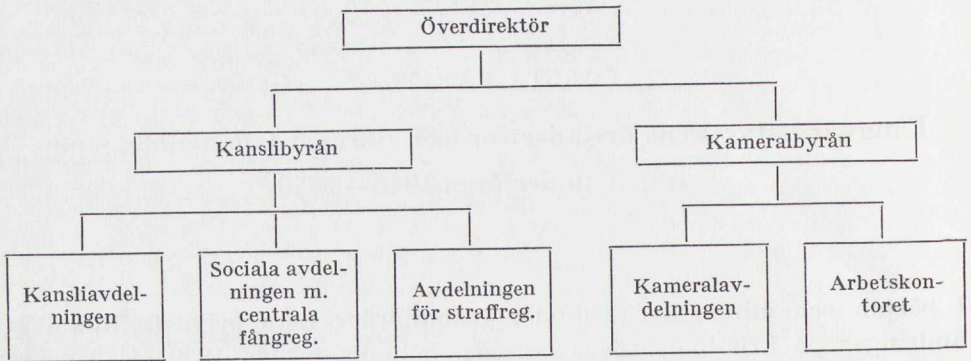 Överdirektör
Kanslibyrån
Kameralbyrån
Kansliavdel-
ningen
Sociala avdel-
ningen m.
centrala
fångreg.
Avdelningen
för straffreg.
Kameralav-
delningen
Arbetskon-
toret